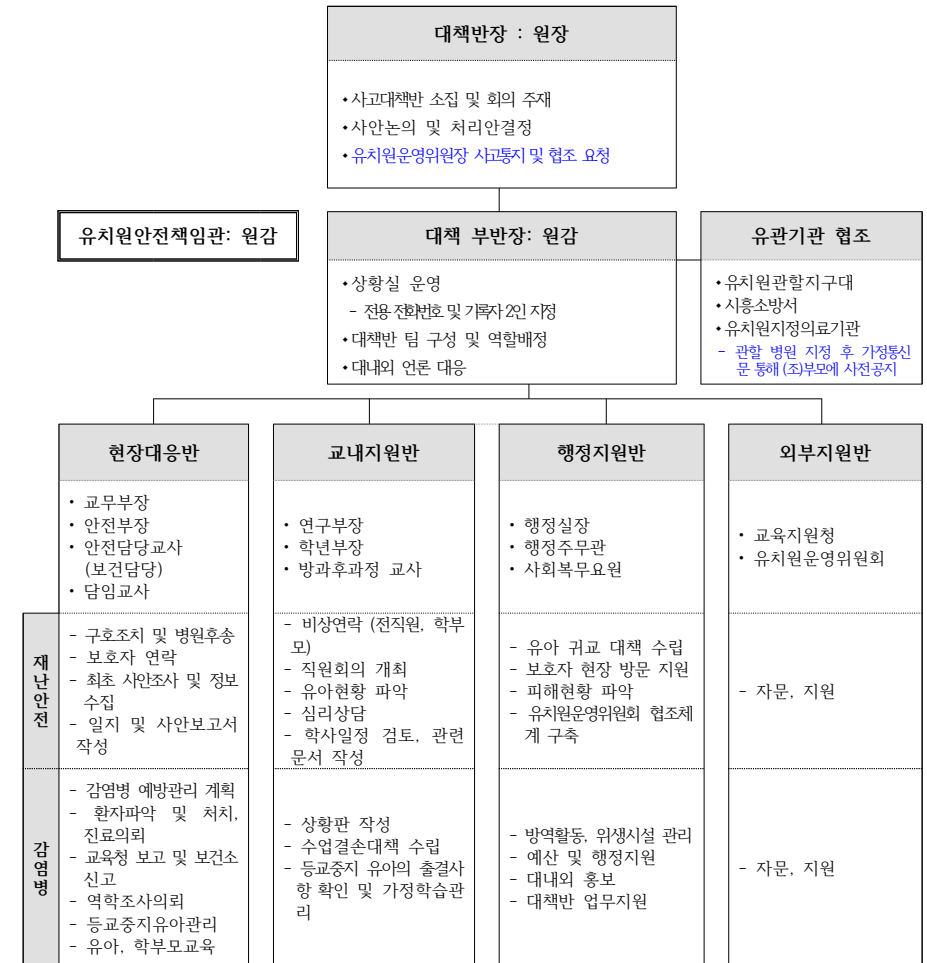 대책반장 : 원장
◆사고대책반 소집 및 회의 주재
◆사안논의 및 처리안결정
◆유치원운영위원장 사고통지 및 협조 요청
유치원안전책임관: 원감
대책 부반장: 원감
◆상황실 운영
- 전용 전화번호 및 기록자 2인 지정
◆대책반 팀 구성 및 역할배정
◆대내외 언론 대응
유관기관 협조
◆유치원관할지구대
◆시흥소방서
◆유치원지정의료기관
- 관할 병원 지정 후 가정통신
문 통해 (조)부모에 사전공지
현장대응반
• 교무부장
• 안전부장
• 안전담당교사
(보건담당)
• 담임교사
교내지원반
• 연구부장
• 학년부장
• 방과후과정 교사
행정지원반
• 행정실장
• 행정주무관
• 사회복무요원
외부지원반
• 교육지원청
• 유치원운영위원회
재난안전
- 구호조치 및 병원후송
- 보호자 연락
- 최초 사안조사 및 정보
수집
- 일지 및 사안보고서
작성
- 비상연락 (전직원, 학부
모)
- 직원회의 개최
- 유아현황 파악
- 심리상담
- 학사일정 검토, 관련
문서 작성
- 유아 귀교 대책 수립
- 보호자 현장 방문 지원
- 피해현황 파악
- 유치원운영위원회 협조체
계 구축
- 자문, 지원
감염병
- 감염병 예방관리 계획
- 환자파악 및 처치,
진료의뢰
- 교육청 보고 및 보건소
신고
- 역학조사의뢰
- 등교중지유아관리
- 유아, 학부모교육
- 상황판 작성
- 수업결손대책 수립
- 등교중지 유아의 출결사
항 확인 및 가정학습관
리
- 방역활동, 위생시설 관리
- 예산 및 행정지원
- 대내외 홍보
- 대책반 업무지원
- 자문, 지원